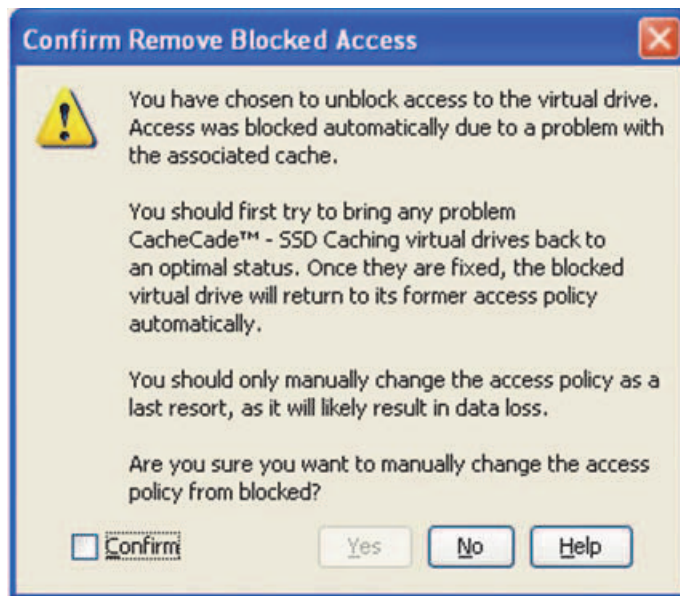 Confirm Remove Blocked Access
You have chosen to unblock access to the virtual drive.
Access was blocked automatically due to a problem with
the associated cache.
You should first try to bring any problem
CacheCade™ - SSD Caching virtual drives back to
an optimal status. Once they are fixed, the blocked
virtual drive will return to its former access policy
automatically.
You should only manually change the access policy as a
last resort, as it will likely result in data loss.
Are you sure you want to manually change the access
policy from blocked?
Confirm Yes No Help